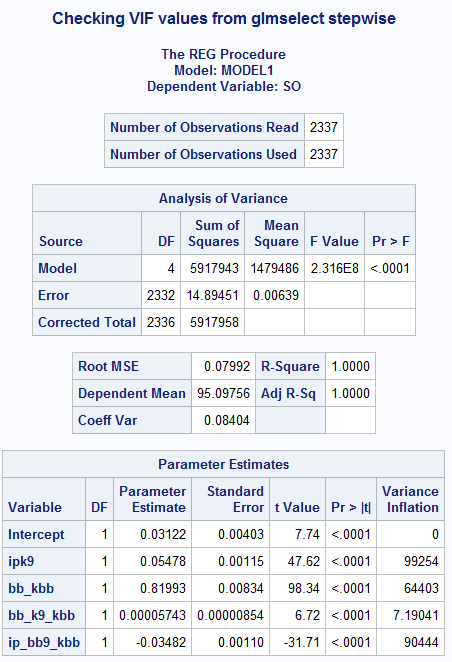 Checking VIF values from glmselect stepwise
The REG Procedure
Model: MODEL1
Dependent Variable: SO
Number of Observations Read 2337
Number of Observations Used 2337
Analysis of Variance
Source DF Sum of Squares Mean Square F Value Pr > F
Model 4 5917943 1479486 2.316E8 <.0001
Error 2332 14.89451 0.00639
Corrected Total 2336 5917958
Root MSE 0.07992 R-Square 1.0000
Dependent Mean 95.09756 Adj R-Sq 1.0000
Coeff Var 0.08404
Parameter Estimates
Variable DF Parameter Estimate Standard Error t Value Pr > |t| Variance Inflation
Intercept 1 0.03122 0.00403 7.74 <.0001 0
ipk9 1 0.05478 0.00115 47.62 <.0001 99254
bb_kbb 1 0.81993 0.00834 98.34 <.0001 64403
bb_k9_kbb 1 0.00005743 0.00000854 6.72 <.0001 7.19041
ip_bb9_kbb 1 -0.03482 0.00110 -31.71 <.0001 90444